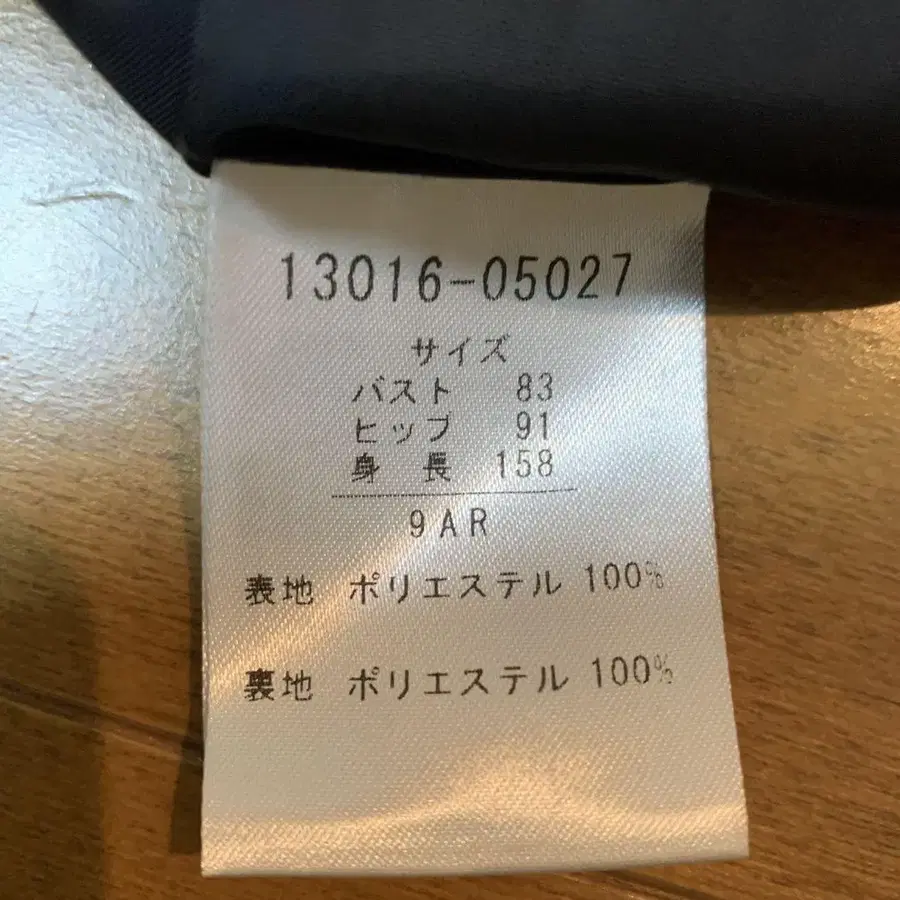 13016-05027
サイズ
バスト 83
ヒップ 91
身長 158
9AR
表地 ポリエステル 100%
裏地 ポリエステル 100%